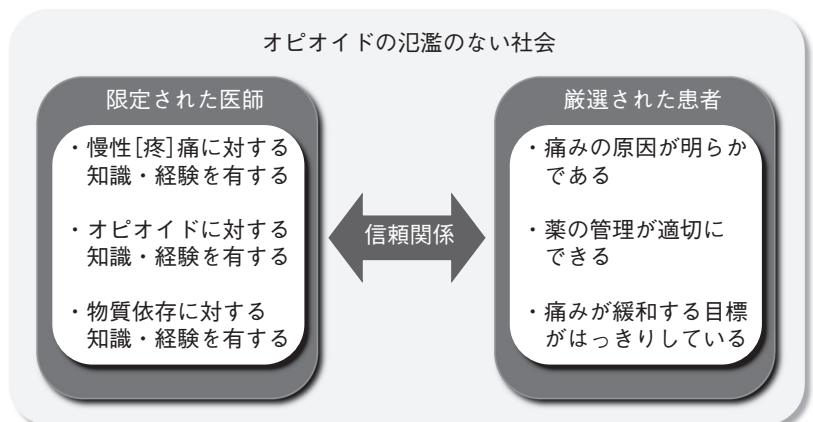 オピオイドの氾濫のない社会
限定された医師
・慢性[疼]痛に対する
知識・経験を有する
・オピオイドに対する
知識・経験を有する
・物質依存に対する
知識・経験を有する
信頼関係
厳選された患者
・痛みの原因が明らか
である
・薬の管理が適切に
できる
・痛みが緩和する目標
がはっきりしている